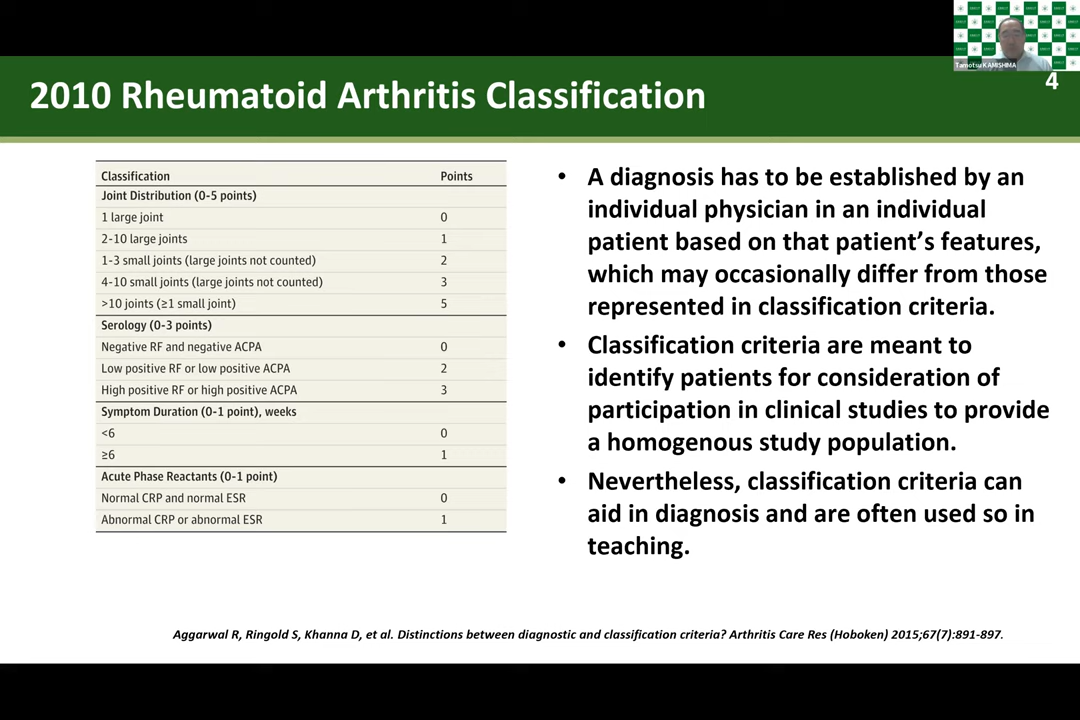 Tamotsu KAMISHIMA
4
2010 Rheumatoid Arthritis Classification
Classification Points
Joint Distribution (0-5 points)
1 large joint 0
2-10 large joints 1
1-3 small joints (large joints not counted) 2
4-10 small joints (large joints not counted) 3
>10 joints (≥1 small joint) 5
Serology (0-3 points)
Negative RF and negative ACPA 0
Low positive RF or low positive ACPA 2
High positive RF or high positive ACPA 3
Symptom Duration (0-1 point), weeks
<6 0
≥6 1
Acute Phase Reactants (0-1 point)
Normal CRP and normal ESR 0
Abnormal CRP or abnormal ESR 1
• A diagnosis has to be established by an
individual physician in an individual
patient based on that patient’s features,
which may occasionally differ from those
represented in classification criteria.
• Classification criteria are meant to
identify patients for consideration of
participation in clinical studies to provide
a homogenous study population.
• Nevertheless, classification criteria can
aid in diagnosis and are often used so in
teaching.
Aggarwal R, Ringold S, Khanna D, et al. Distinctions between diagnostic and classification criteria? Arthritis Care Res (Hoboken) 2015;67(7):891-897.